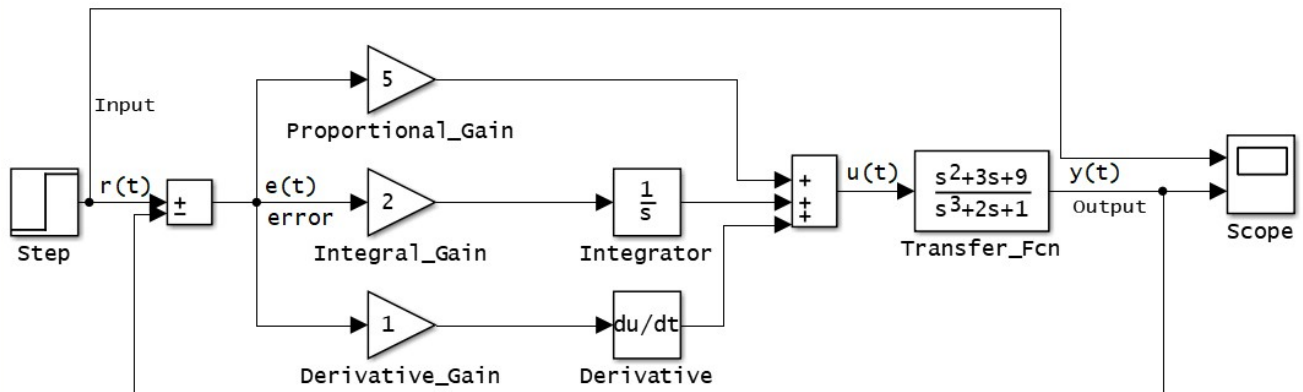 Input
5
Proportional_Gain
r(t)
+
−
e(t)
error
2
Integral_Gain
1
s
Integrator
+
+
+
u(t)
s²+3s+9
s³+2s+1
Transfer_Fcn
y(t)
Output
Scope
Step
1
Derivative_Gain
du/dt
Derivative